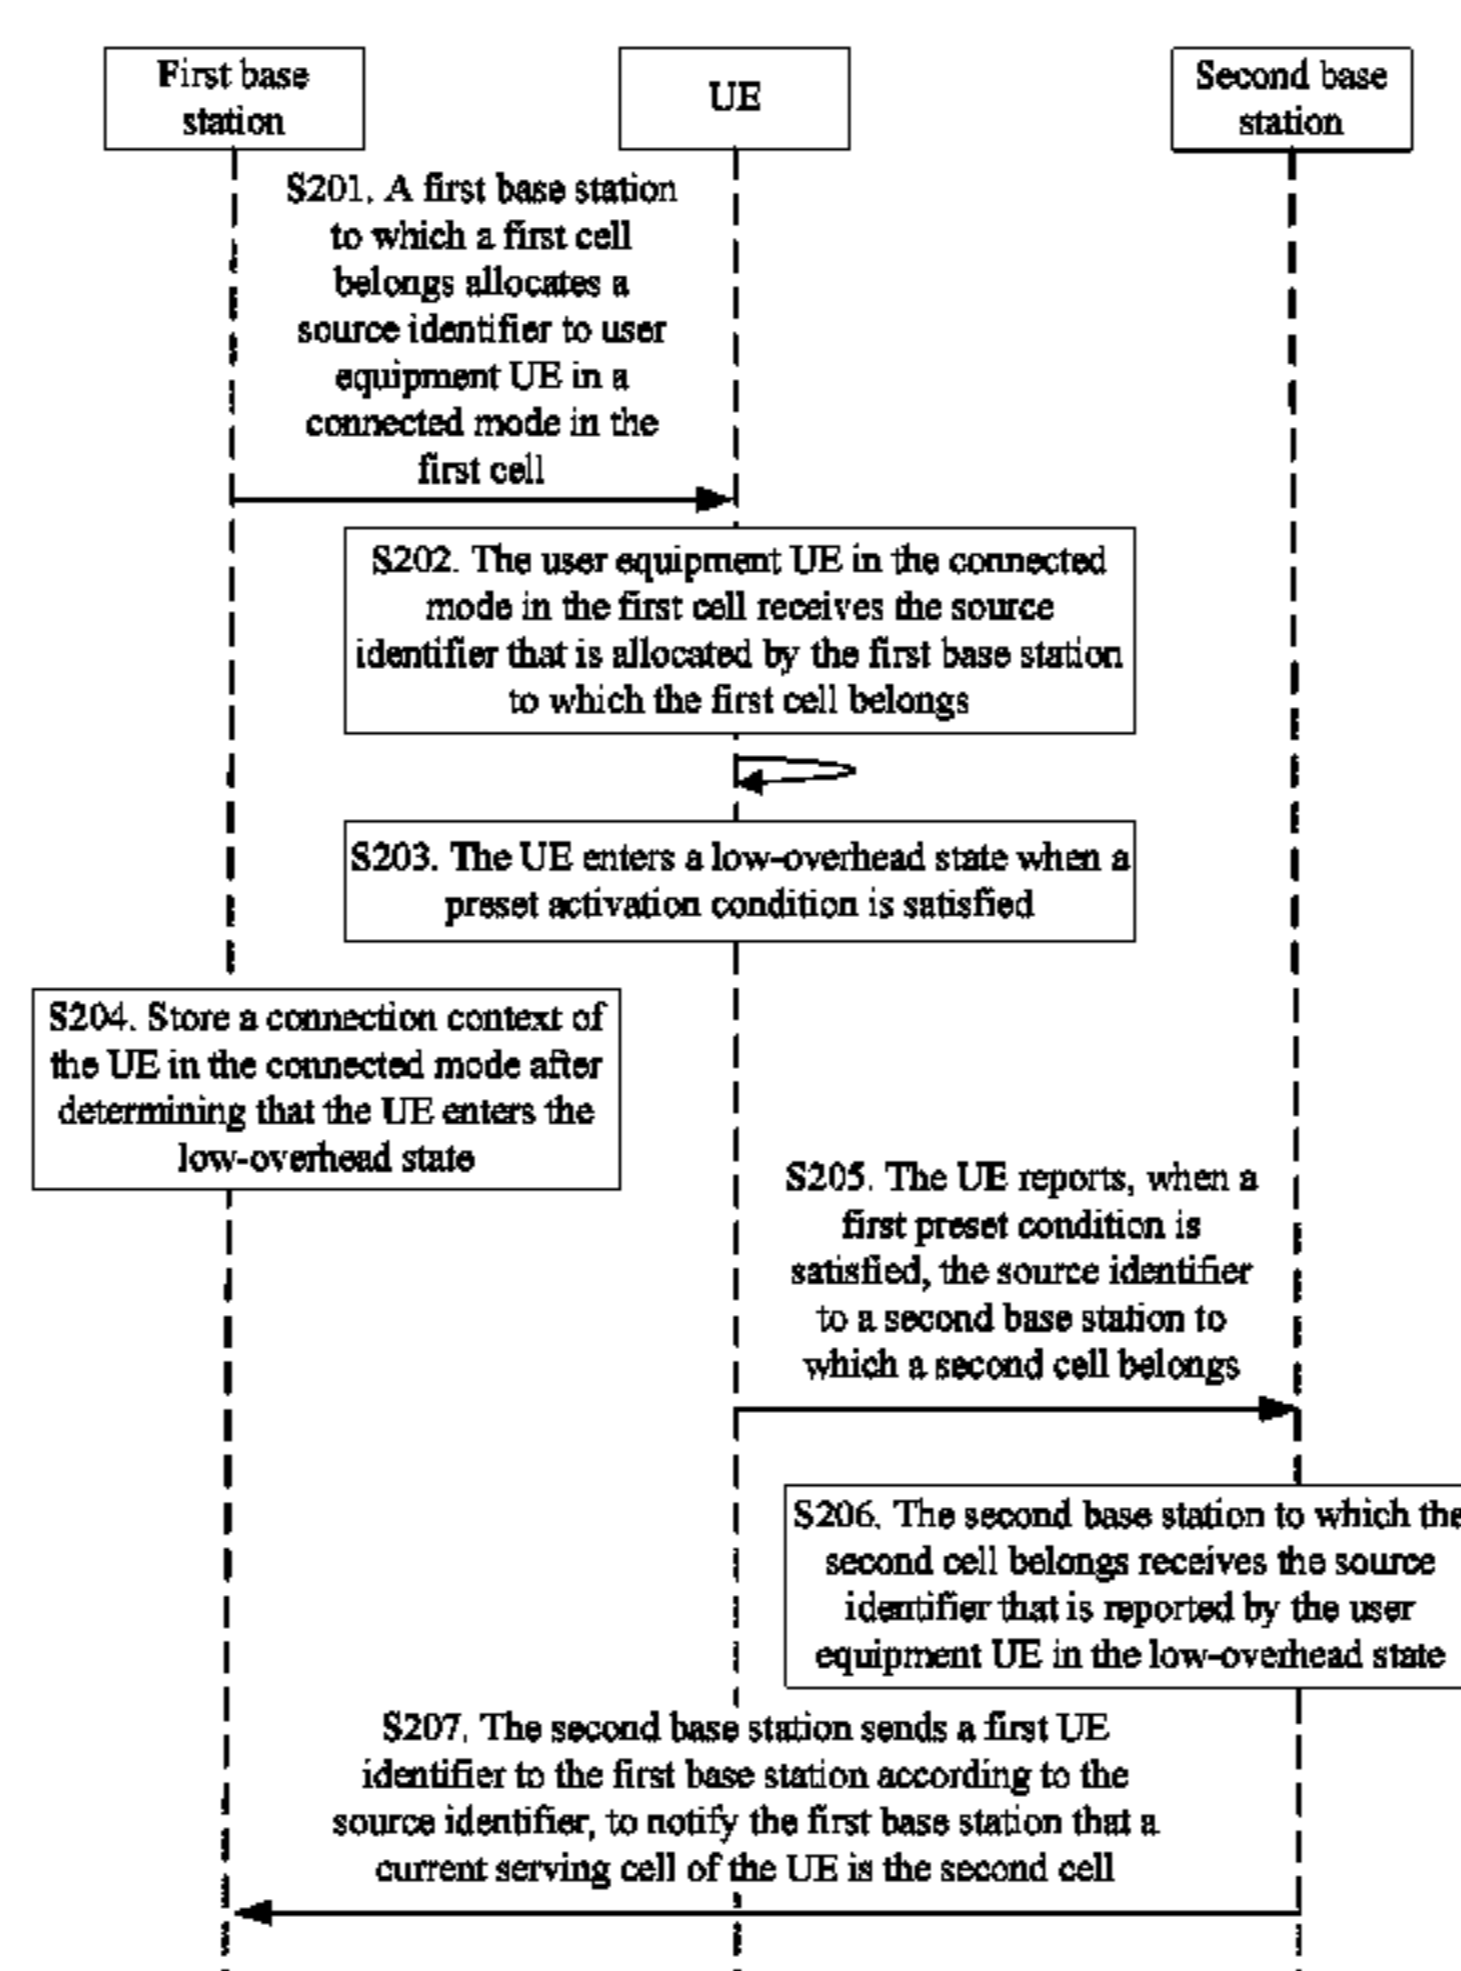 First base
station
UE
Second base
station
S201. A first base station
to which a first cell
belongs allocates a
source identifier to user
equipment UE in a
connected mode in the
first cell
S202. The user equipment UE in the connected
mode in the first cell receives the source
identifier that is allocated by the first base station
to which the first cell belongs
S203. The UE enters a low-overhead state when a
preset activation condition is satisfied
S204. Store a connection context of
the UE in the connected mode after
determining that the UE enters the
low-overhead state
S205. The UE reports, when a
first preset condition is
satisfied, the source identifier
to a second base station to
which a second cell belongs
S206. The second base station to which the
second cell belongs receives the source
identifier that is reported by the user
equipment UE in the low-overhead state
S207. The second base station sends a first UE
identifier to the first base station according to the
source identifier, to notify the first base station that a
current serving cell of the UE is the second cell